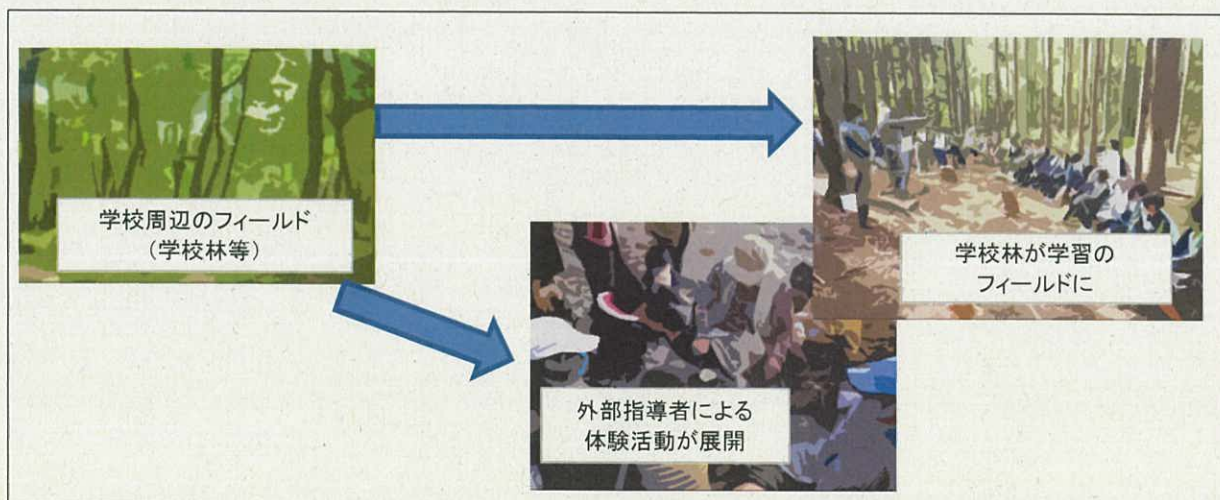 学校周辺のフィールド
(学校林等)
学校林が学習の
フィールドに
外部指導者による
体験活動が展開